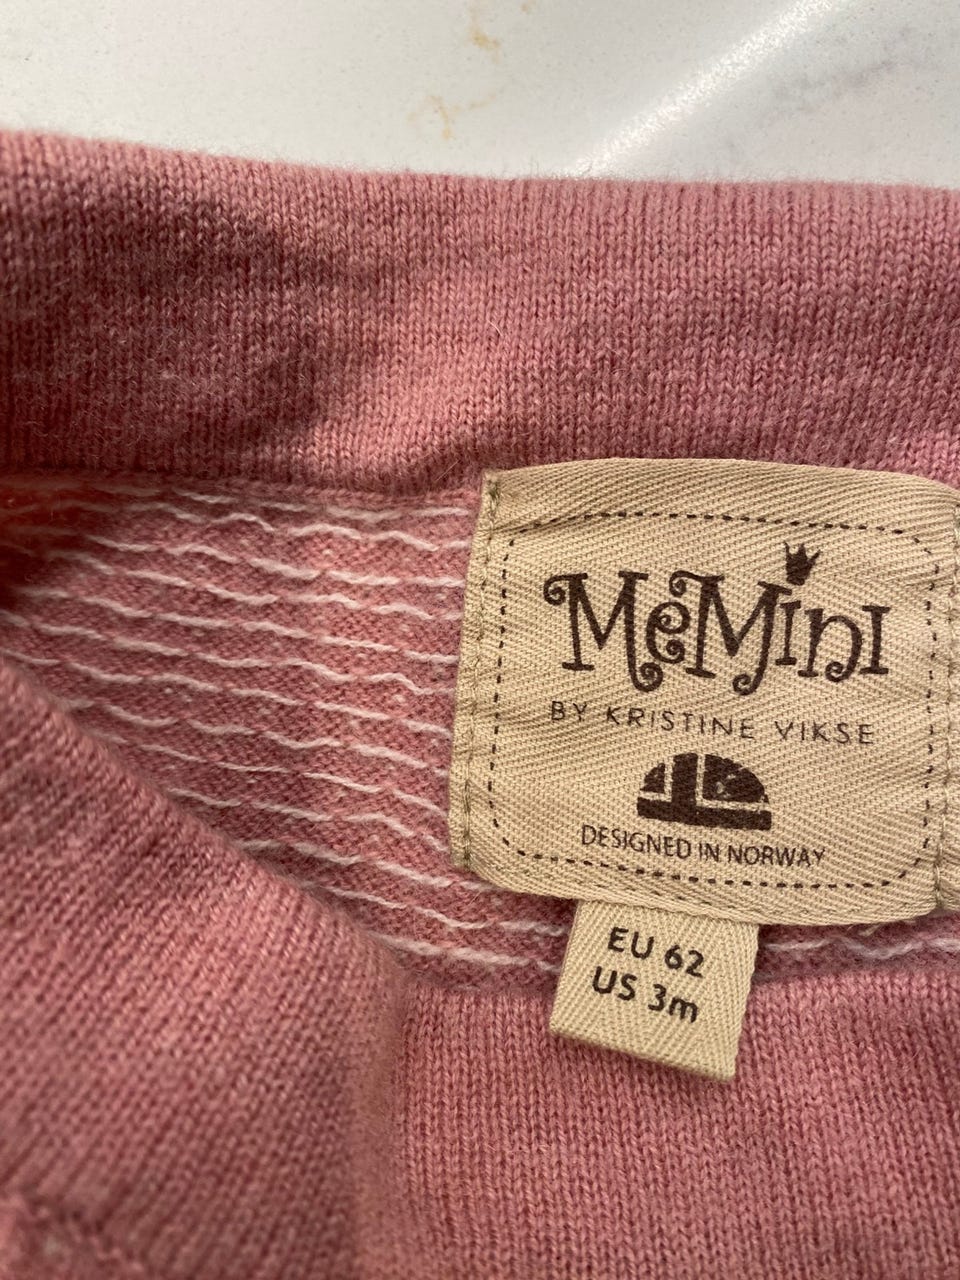 MeMini
BY KRISTINE VIKSE
DESIGNED IN NORWAY
EU 62
US 3m